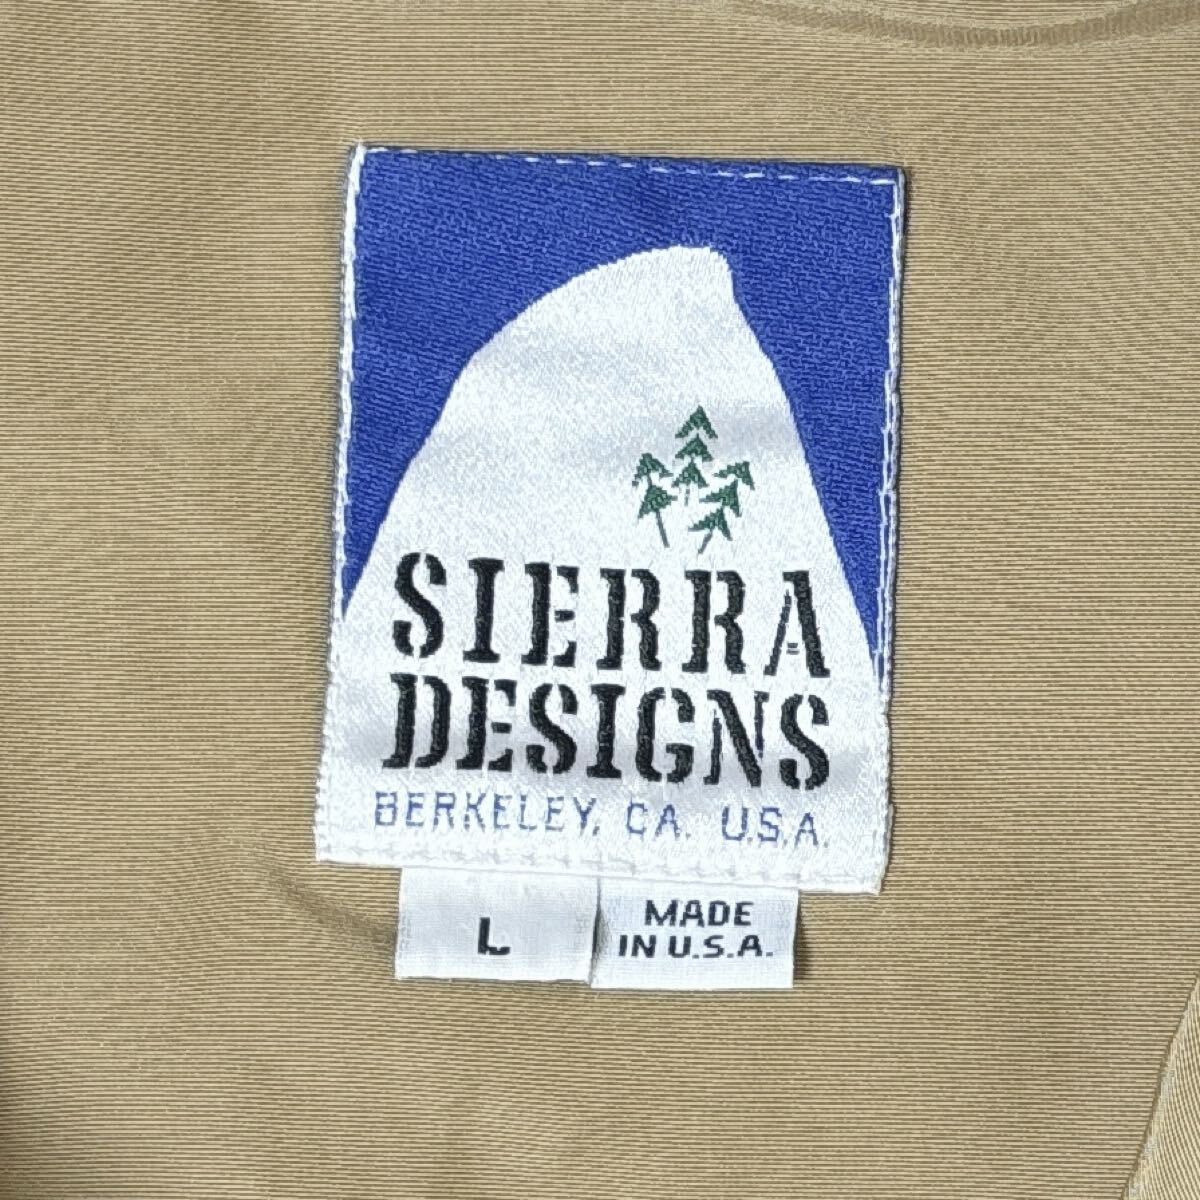 SIERRA
DESIGNS
BERKELEY, CA. U.S.A.
L
MADE
IN U.S.A.